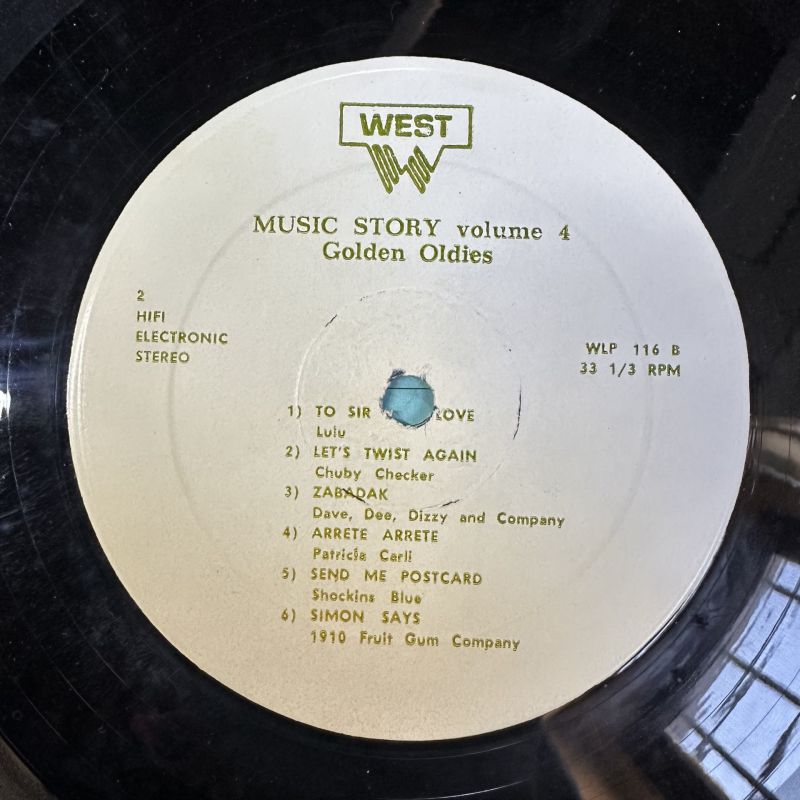 WEST
MUSIC STORY volume 4
Golden Oldies
2
HIFI
ELECTRONIC
STEREO
WLP 116 B
33 1/3 RPM
1) TO SIR LOVE
Lulu
2) LET'S TWIST AGAIN
Chuby Checker
3) ZABADAK
Dave, Dee, Dizzy and Company
4) ARRETE ARRETE
Patricia Carli
5) SEND ME POSTCARD
Shockins Blue
6) SIMON SAYS
1910 Fruit Gum Company